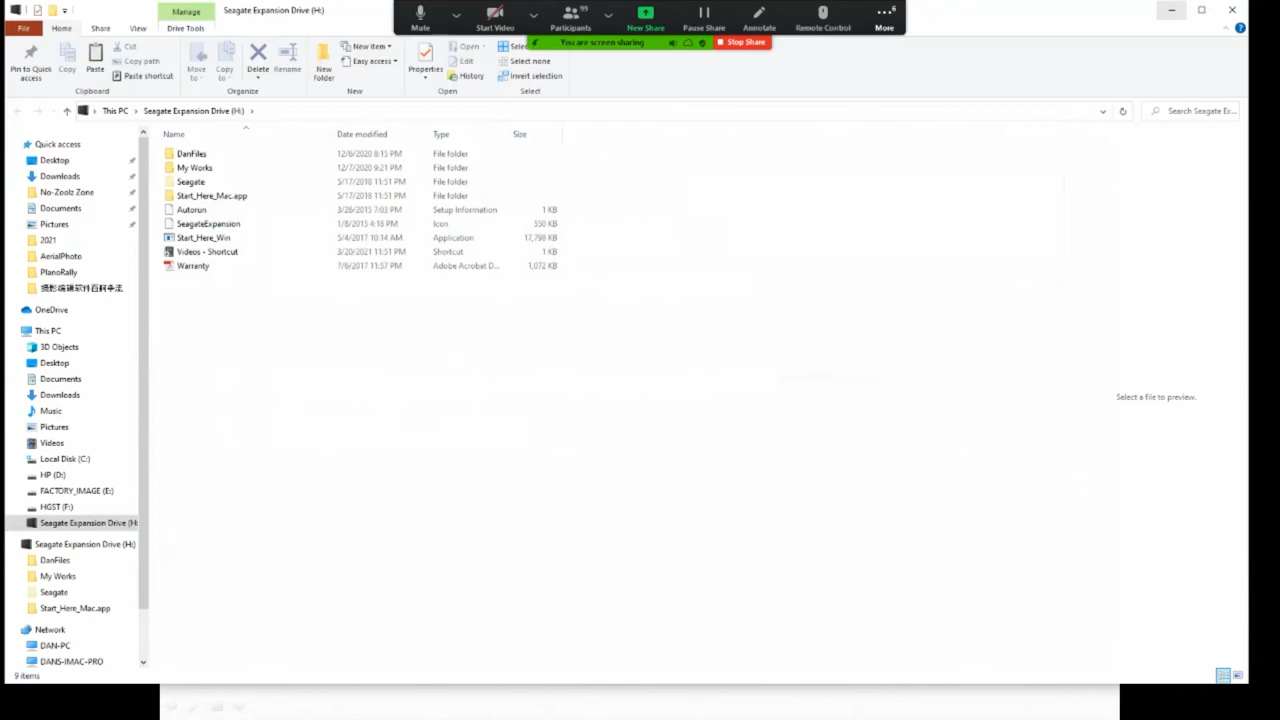 Manage
Seagate Expansion Drive (H:)
File
Home
Share
View
Drive Tools
Mute
Start Video
99
Participants
New Share
Pause Share
Annotate
Remote Control
6
More
You are screen sharing
Stop Share
Pin to Quick access
Copy
Paste
Cut
Copy path
Paste shortcut
Clipboard
Move to
Copy to
Delete
Rename
Organize
New folder
New item
Easy access
New
Properties
Open
Edit
History
Open
Select none
Invert selection
Select
This PC
Seagate Expansion Drive (H:)
Search Seagate Ex...
Name Date modified Type Size
DanFiles 12/6/2020 8:15 PM File folder
My Works 12/7/2020 9:21 PM File folder
Seagate 5/17/2018 11:51 PM File folder
Start_Here_Mac.app 5/17/2018 11:51 PM File folder
Autorun 3/26/2015 7:03 PM Setup Information 1 KB
SeagateExpansion 1/8/2015 4:18 PM Icon 550 KB
Start_Here_Win 5/4/2017 10:14 AM Application 17,798 KB
Videos - Shortcut 3/20/2021 11:51 PM Shortcut 1 KB
Warranty 7/6/2017 11:57 PM Adobe Acrobat D... 1,072 KB
Select a file to preview.
Quick access
Desktop
Downloads
No-Zoolz Zone
Documents
Pictures
2021
AerialPhoto
PlanoRally
OneDrive
This PC
3D Objects
Desktop
Documents
Downloads
Music
Pictures
Videos
Local Disk (C:)
HP (D:)
FACTORY_IMAGE (E:)
HGST (F:)
Seagate Expansion Drive (H:
Seagate Expansion Drive (H:)
DanFiles
My Works
Seagate
Start_Here_Mac.app
Network
DAN-PC
DANS-IMAC-PRO
9 items